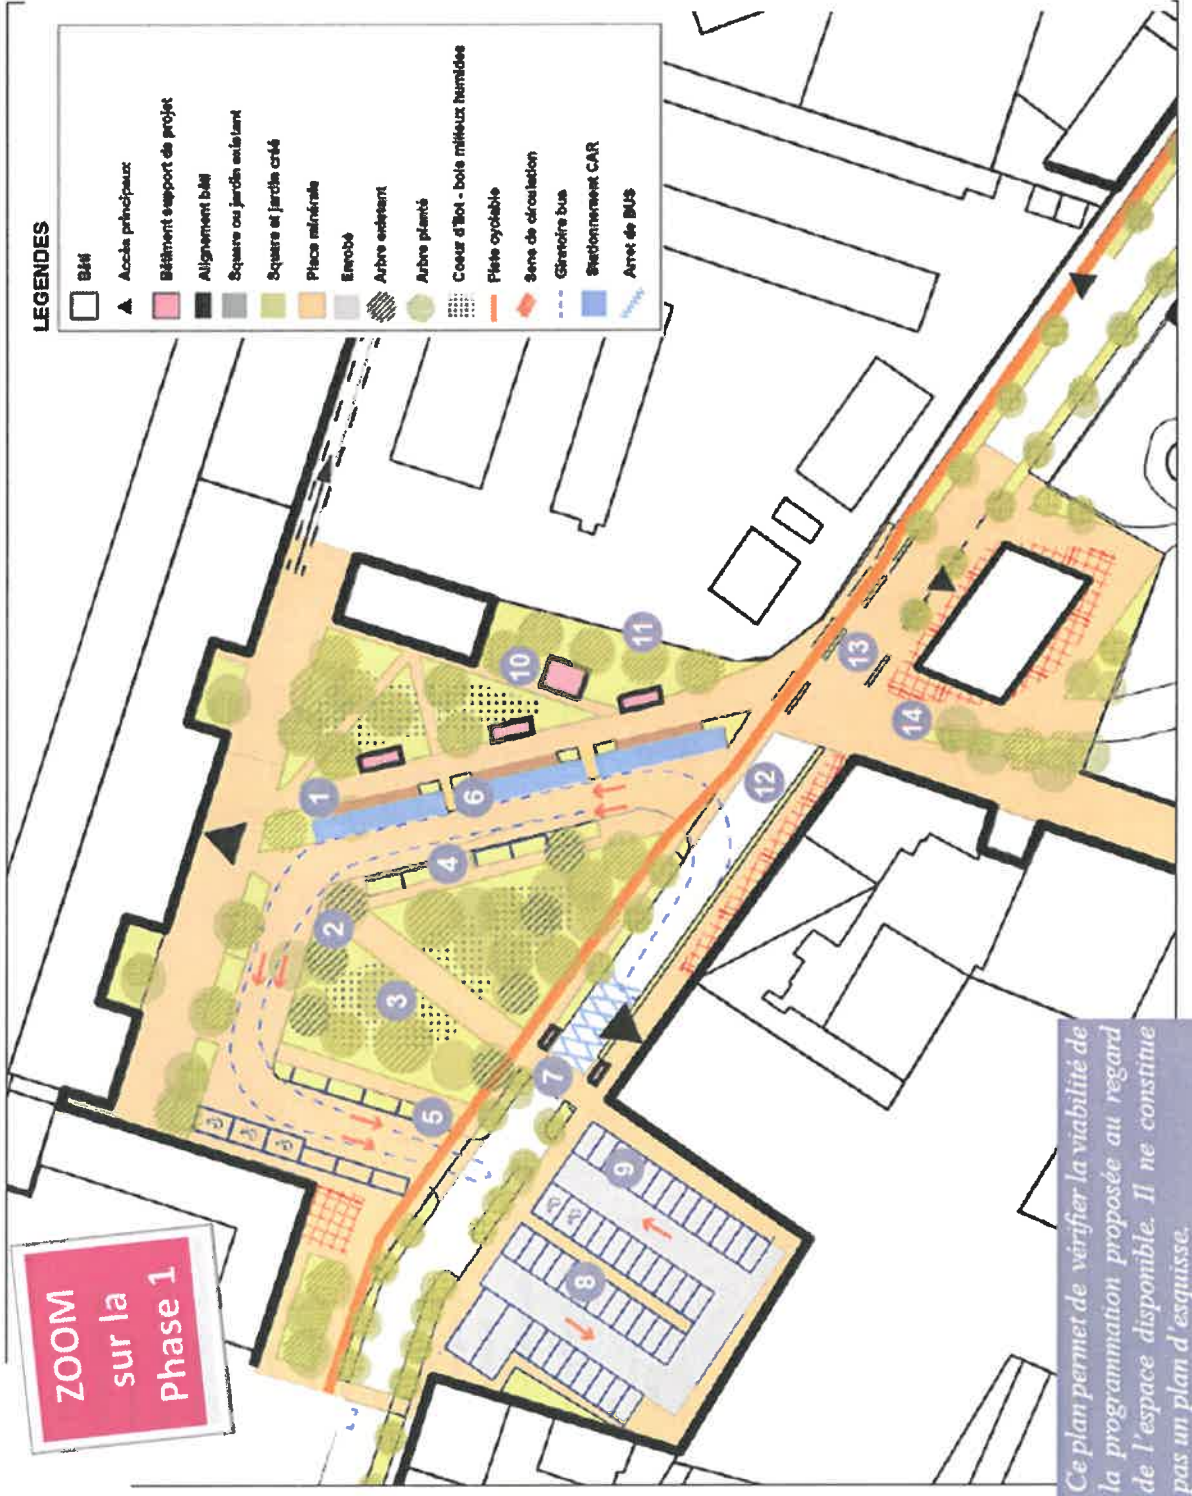 ZOOM
sur la
Phase 1
LEGENDES
Bâti
Accès principaux
Bâtiment support de projet
Alignement bâti
Square ou jardin existant
Square et jardin créé
Place minérale
Enrobé
Arbre existant
Arbre planté
Coeur d'îlot - bois milieux humides
Piste cyclable
Sens de circulation
Giratoire bus
Stationnement CAR
Arret de BUS
1
2
3
4
5
6
7
8
9
10
11
12
13
14
Ce plan permet de vérifier la viabilité de
la programmation proposée au regard
de l'espace disponible. Il ne constitue
pas un plan d'esquisse.